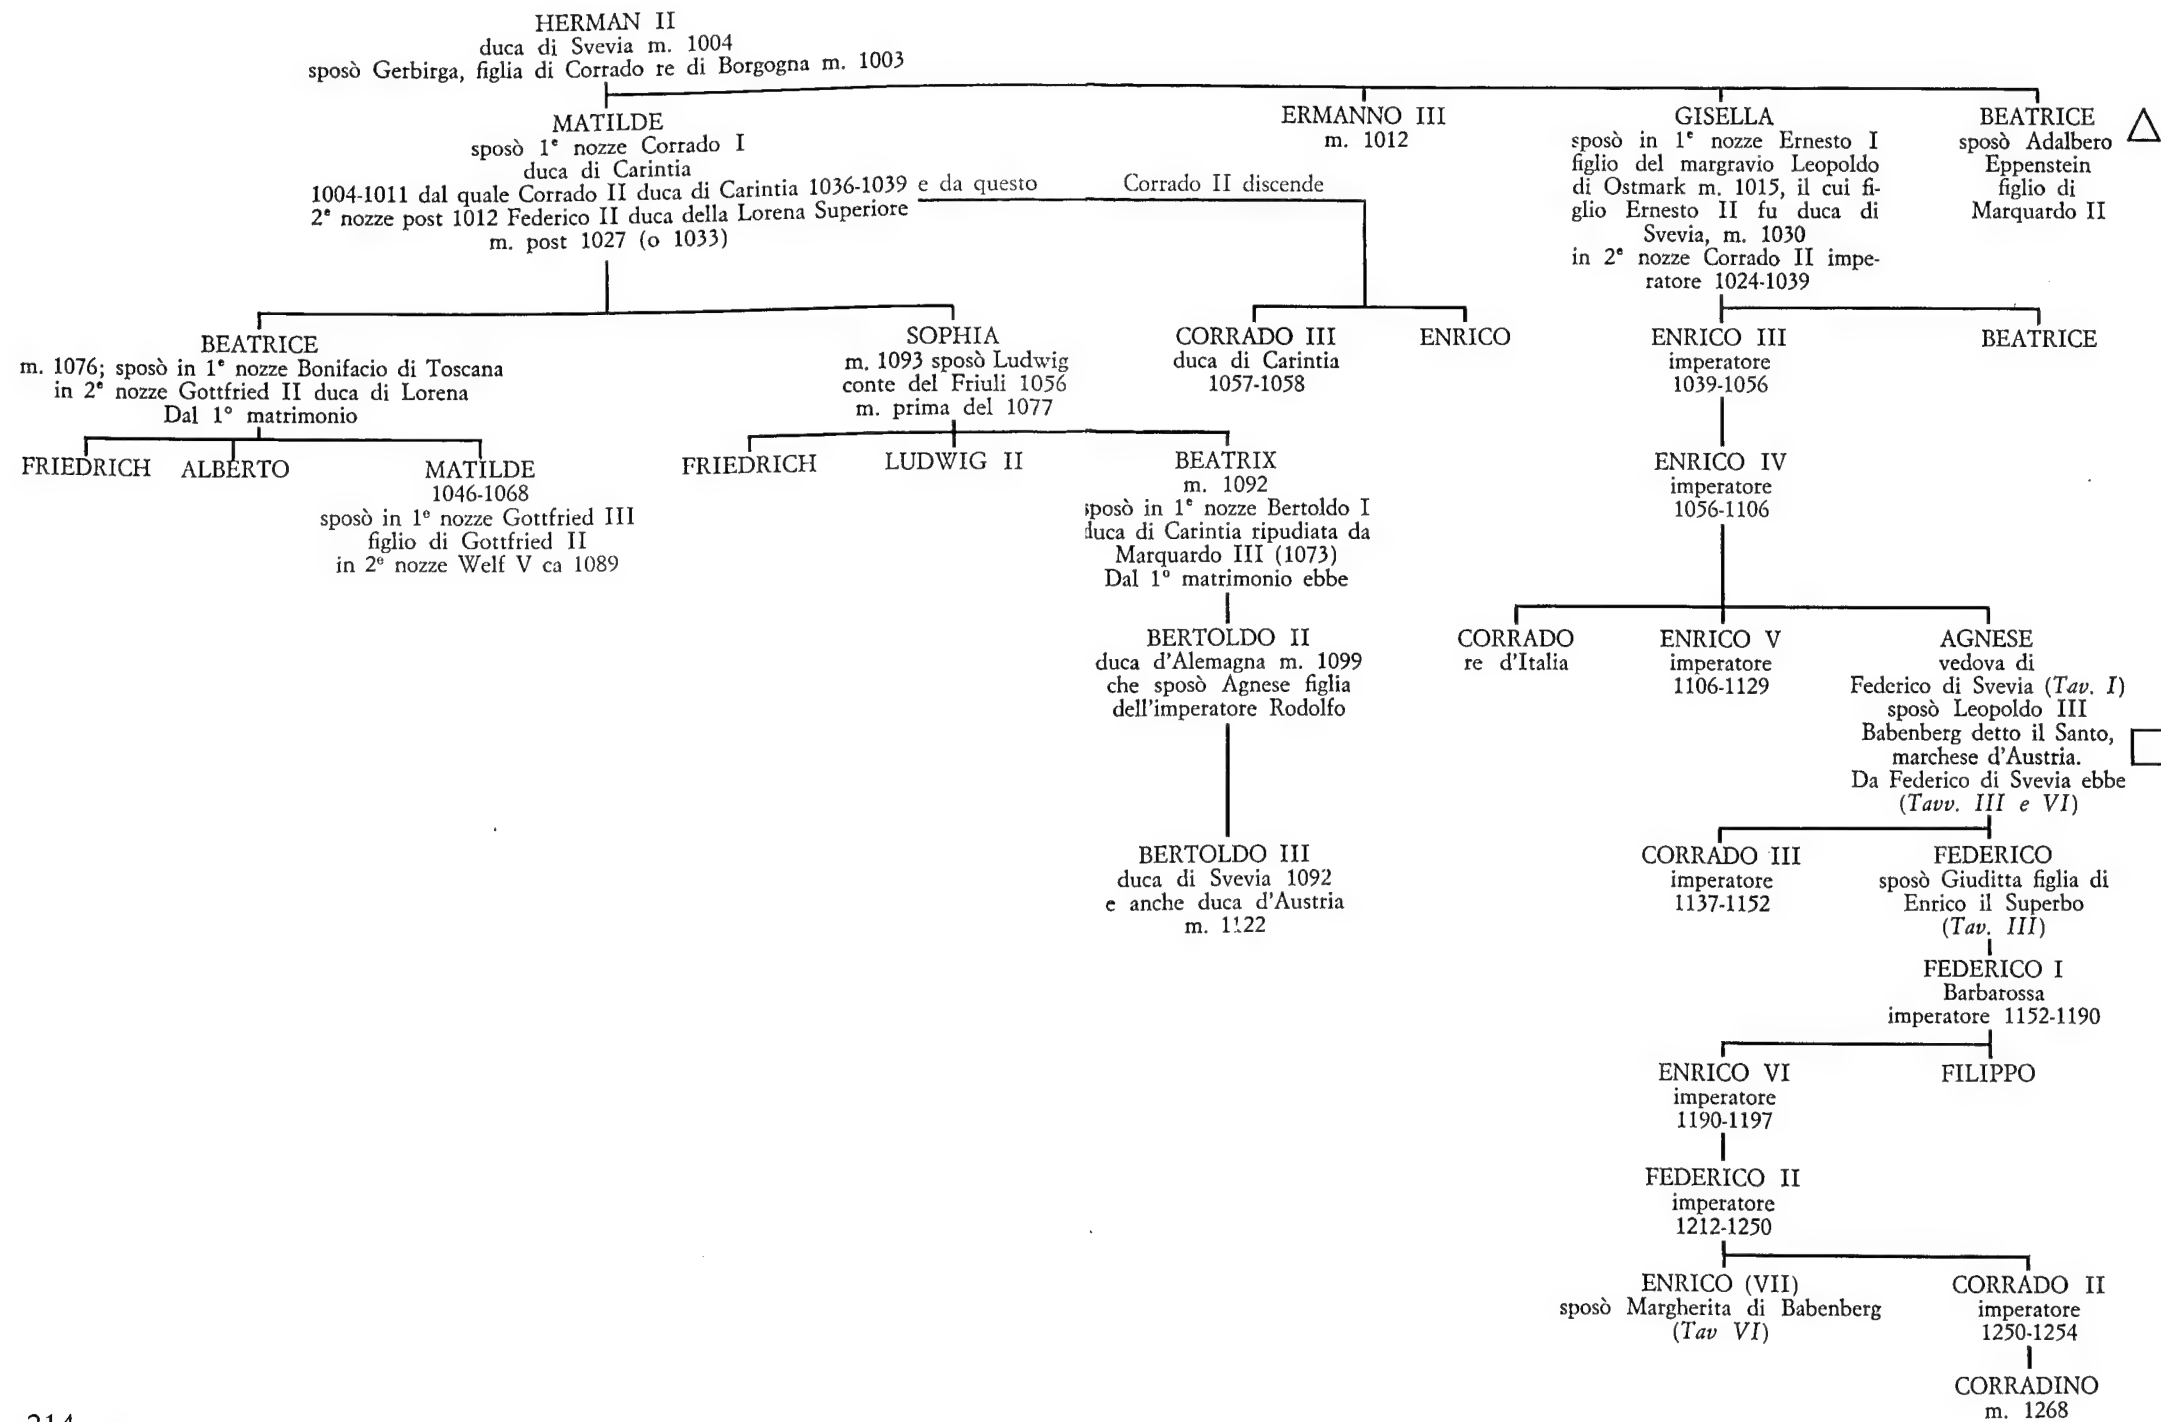 HERMAN II
duca di Svevia m. 1004
sposò Gerbirga, figlia di Corrado re di Borgogna m. 1003
MATILDE
sposò 1ᵉ nozze Corrado I
duca di Carintia
1004-1011 dal quale Corrado II duca di Carintia 1036-1039 e da questo Corrado II discende
2ᵉ nozze post 1012 Federico II duca della Lorena Superiore
m. post 1027 (o 1033)
ERMANNO III
m. 1012
GISELLA
sposò in 1ᵉ nozze Ernesto I
figlio del margravio Leopoldo
di Ostmark m. 1015, il cui fi-
glio Ernesto II fu duca di
Svevia, m. 1030
in 2ᵉ nozze Corrado II impe-
ratore 1024-1039
BEATRICE
sposò Adalbero
Eppenstein
figlio di
Marquardo II
BEATRICE
m. 1076; sposò in 1ᵉ nozze Bonifacio di Toscana
in 2ᵉ nozze Gottfried II duca di Lorena
Dal 1° matrimonio
SOPHIA
m. 1093 sposò Ludwig
conte del Friuli 1056
m. prima del 1077
CORRADO III
duca di Carintia
1057-1058
ENRICO
ENRICO III
imperatore
1039-1056
BEATRICE
FRIEDRICH
ALBERTO
MATILDE
1046-1068
sposò in 1ᵉ nozze Gottfried III
figlio di Gottfried II
in 2ᵉ nozze Welf V ca 1089
FRIEDRICH
LUDWIG II
BEATRIX
m. 1092
sposò in 1ᵉ nozze Bertoldo I
duca di Carintia ripudiata da
Marquardo III (1073)
Dal 1° matrimonio ebbe
ENRICO IV
imperatore
1056-1106
BERTOLDO II
duca d'Alemagna m. 1099
che sposò Agnese figlia
dell'imperatore Rodolfo
CORRADO
re d'Italia
ENRICO V
imperatore
1106-1129
AGNESE
vedova di
Federico di Svevia (Tav. I)
sposò Leopoldo III
Babenberg detto il Santo,
marchese d'Austria.
Da Federico di Svevia ebbe
(Tavv. III e VI)
BERTOLDO III
duca di Svevia 1092
e anche duca d'Austria
m. 1122
CORRADO III
imperatore
1137-1152
FEDERICO
sposò Giuditta figlia di
Enrico il Superbo
(Tav. III)
FEDERICO I
Barbarossa
imperatore 1152-1190
ENRICO VI
imperatore
1190-1197
FILIPPO
FEDERICO II
imperatore
1212-1250
ENRICO (VII)
sposò Margherita di Babenberg
(Tav VI)
CORRADO II
imperatore
1250-1254
CORRADINO
m. 1268
214